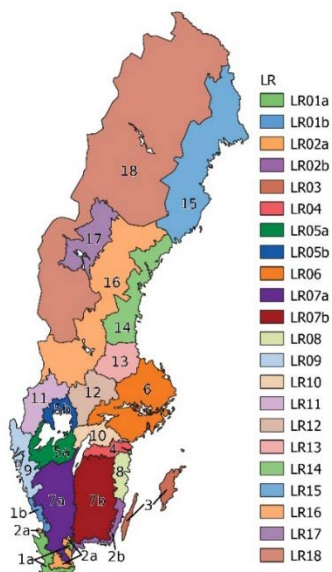 LR
LR01a
LR01b
LR02a
LR02b
LR03
LR04
LR05a
LR05b
LR06
LR07a
LR07b
LR08
LR09
LR10
LR11
LR12
LR13
LR14
LR15
LR16
LR17
LR18
18
15
17
16
14
13
12
6
11
5b
10
5a
4
9
8
7a
7b
3
1b
2a
2b
1a
2a